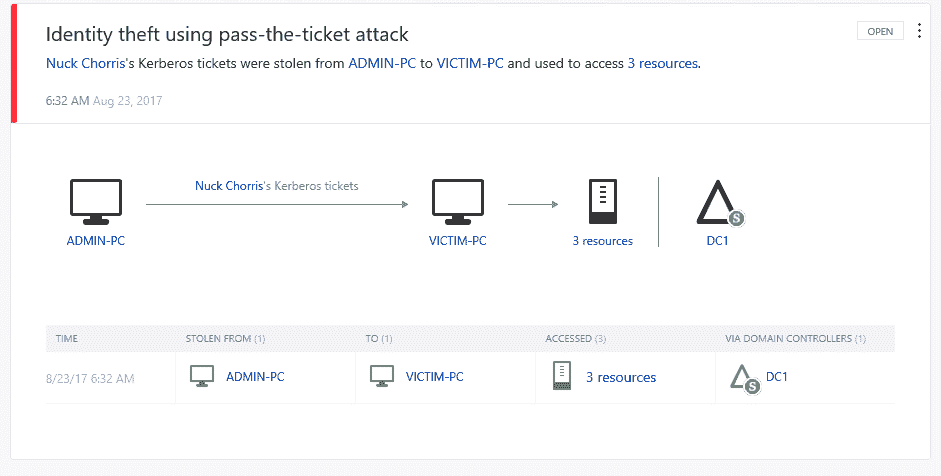 Identity theft using pass-the-ticket attack
OPEN
Nuck Chorris's Kerberos tickets were stolen from ADMIN-PC to VICTIM-PC and used to access 3 resources.
6:32 AM Aug 23, 2017
Nuck Chorris's Kerberos tickets
ADMIN-PC
VICTIM-PC
3 resources
S
DC1
TIME
STOLEN FROM (1)
TO (1)
ACCESSED (3)
VIA DOMAIN CONTROLLERS (1)
8/23/17 6:32 AM
ADMIN-PC
VICTIM-PC
3 resources
S
DC1